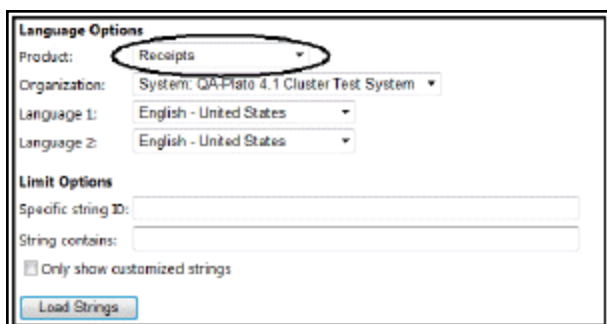 Language Options
Product: Receipts
Organization: System: QA-Plato 4.1 Cluster Test System
Language 1: English - United States
Language 2: English - United States
Limit Options
Specific string ID:
String contains:
Only show customized strings
Load Strings